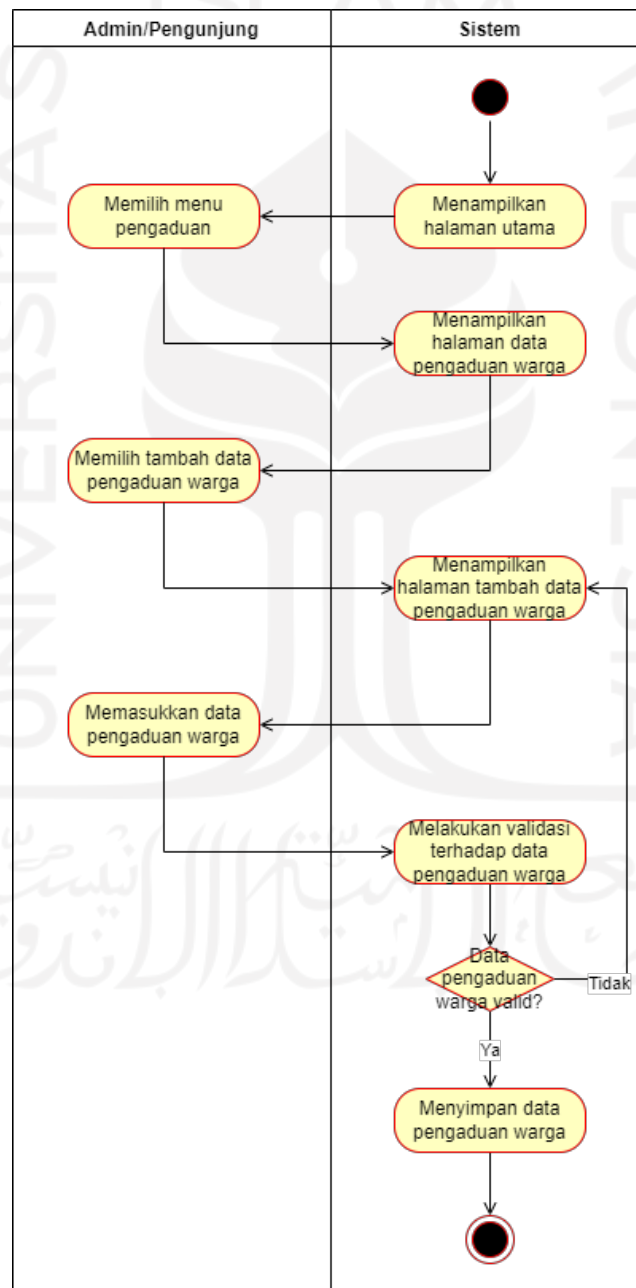 Admin/Pengunjung
Sistem
Memilih menu
pengaduan
Menampilkan
halaman utama
Menampilkan
halaman data
pengaduan warga
Memilih tambah data
pengaduan warga
Menampilkan
halaman tambah data
pengaduan warga
Memasukkan data
pengaduan warga
Melakukan validasi
terhadap data
pengaduan warga
Data
pengaduan
warga valid?
Tidak
Ya
Menyimpan data
pengaduan warga
UNIVERSITAS